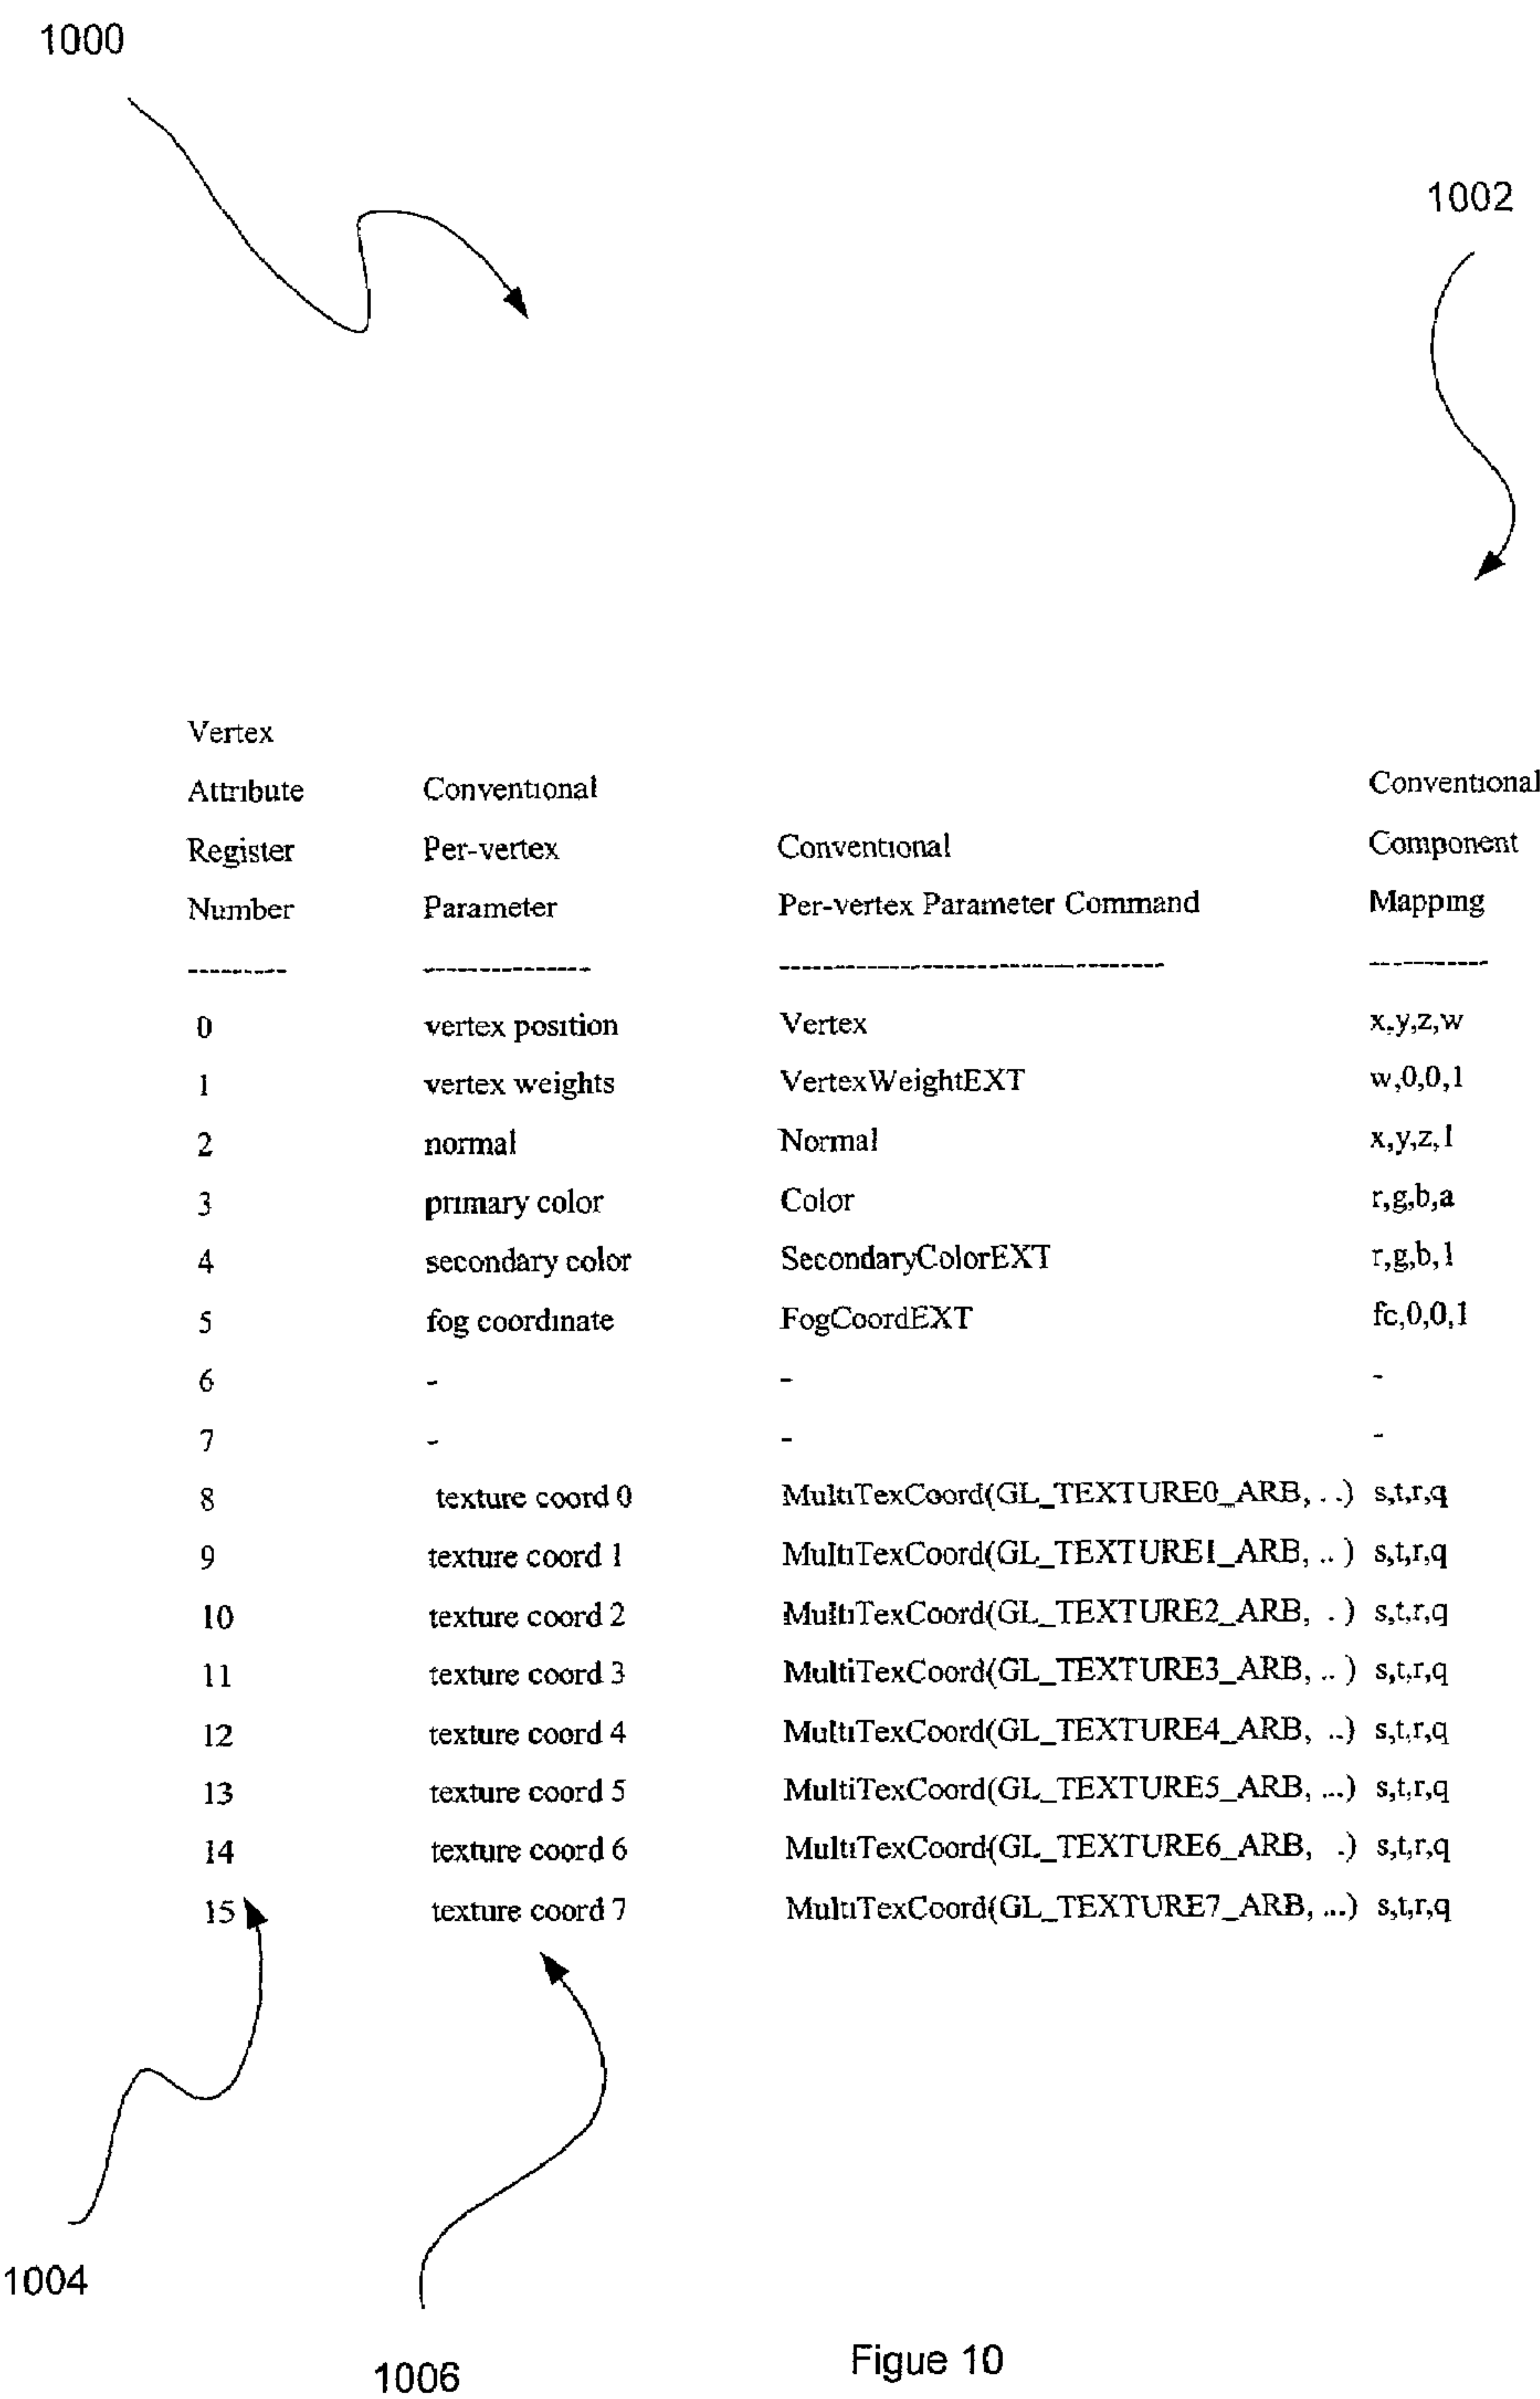 1000
1002
Vertex
Attribute Conventional Conventional
Register Per-vertex Conventional Component
Number Parameter Per-vertex Parameter Command Mapping
--------- --------------- ----------------------------------- -----------
0 vertex position Vertex x,y,z,w
1 vertex weights VertexWeightEXT w,0,0,1
2 normal Normal x,y,z,1
3 primary color Color r,g,b,a
4 secondary color SecondaryColorEXT r,g,b,1
5 fog coordinate FogCoordEXT fc,0,0,1
6 - - -
7 - - -
8 texture coord 0 MultiTexCoord(GL_TEXTURE0_ARB, . .) s,t,r,q
9 texture coord 1 MultiTexCoord(GL_TEXTURE1_ARB, .. ) s,t,r,q
10 texture coord 2 MultiTexCoord(GL_TEXTURE2_ARB, . ) s,t,r,q
11 texture coord 3 MultiTexCoord(GL_TEXTURE3_ARB, .. ) s,t,r,q
12 texture coord 4 MultiTexCoord(GL_TEXTURE4_ARB, ..) s,t,r,q
13 texture coord 5 MultiTexCoord(GL_TEXTURE5_ARB, ...) s,t,r,q
14 texture coord 6 MultiTexCoord(GL_TEXTURE6_ARB, .) s,t,r,q
15 texture coord 7 MultiTexCoord(GL_TEXTURE7_ARB, ...) s,t,r,q
1004
1006
Figue 10